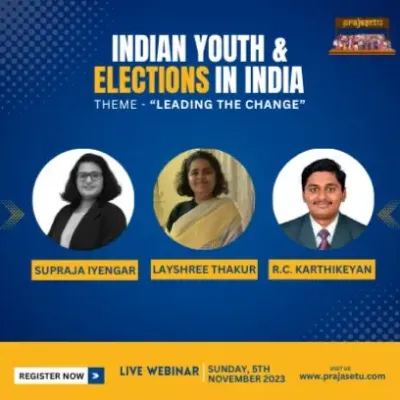 prajasetu
INDIAN YOUTH &
ELECTIONS IN INDIA
THEME - “LEADING THE CHANGE”
SUPRAJA IYENGAR
LAYSHREE THAKUR
R.C. KARTHIKEYAN
REGISTER NOW
LIVE WEBINAR
SUNDAY, 5TH
NOVEMBER 2023
VISIT US
www.prajasetu.com